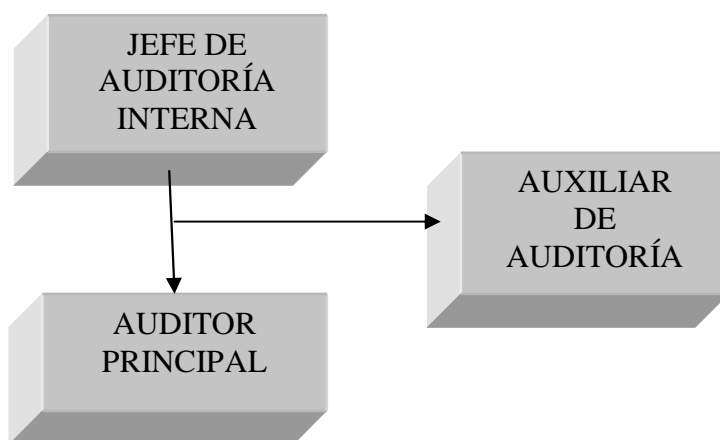 JEFE DE
AUDITORÍA
INTERNA
AUXILIAR
DE
AUDITORÍA
AUDITOR
PRINCIPAL